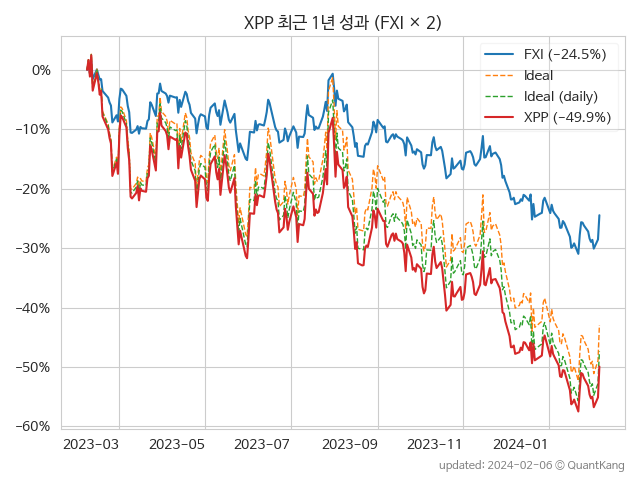 XPP 최근 1년 성과 (FXI × 2)
FXI (−24.5%)
Ideal
Ideal (daily)
XPP (−49.9%)
0%
−10%
−20%
−30%
−40%
−50%
−60%
2023-03 2023-05 2023-07 2023-09 2023-11 2024-01
updated: 2024-02-06 © QuantKang